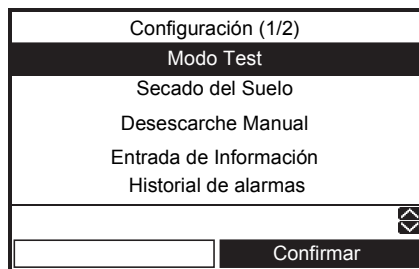 Configuración (1/2)
Modo Test
Secado del Suelo
Desescarche Manual
Entrada de Información
Historial de alarmas
Confirmar